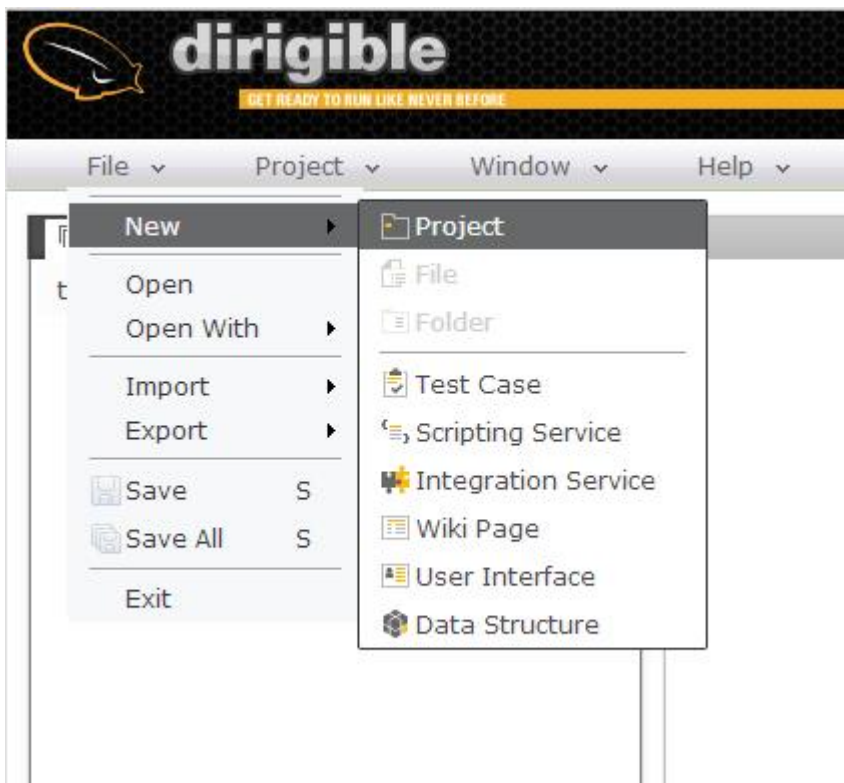 dirigible
GET READY TO RUN LIKE NEVER BEFORE
File Project Window Help
New
Open
Open With
Import
Export
Save S
Save All S
Exit
Project
File
Folder
Test Case
Scripting Service
Integration Service
Wiki Page
User Interface
Data Structure
t